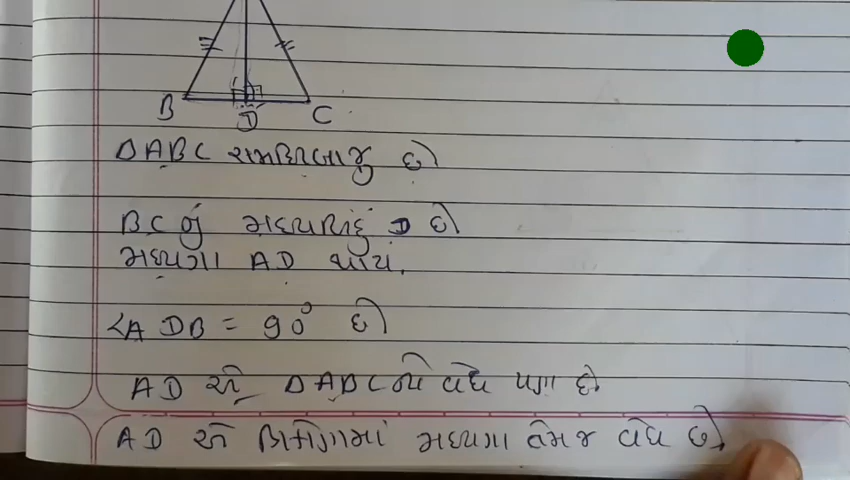 B D C
ΔABC સમદ્વિબાજુ છે
BC નું મધ્યબિંદુ D છે
મધ્યગા AD થાય.
∠ADB = 90° છે
AD એ ΔABC નો વેધ પણ છે
AD એ ત્રિકોણમાં મધ્યગા તેમજ વેધ છે.